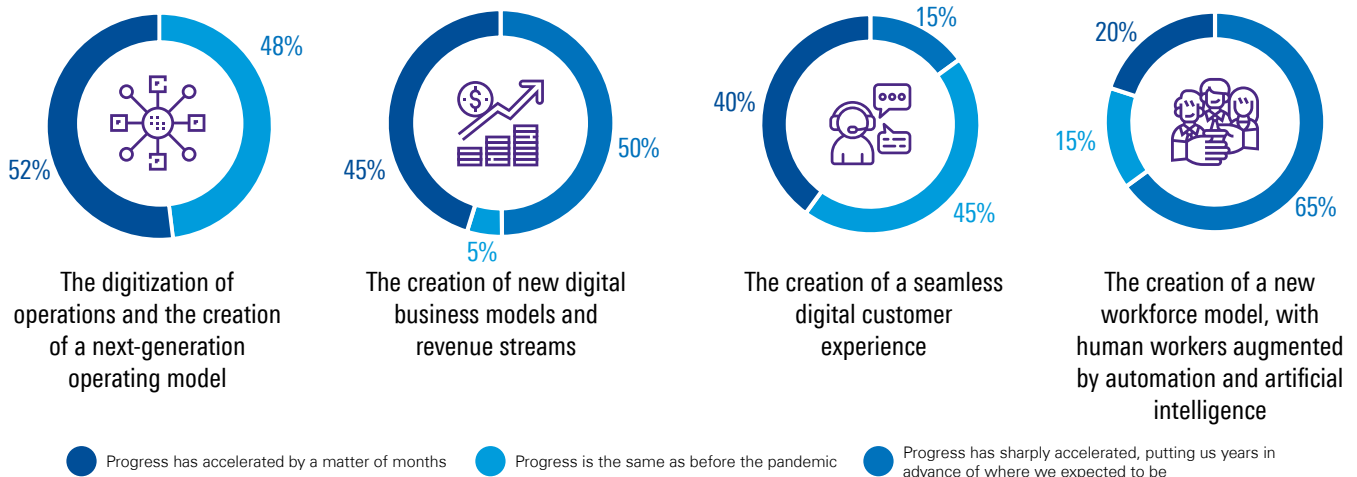 48%
52%
The digitization of
operations and the creation
of a next-generation
operating model
50%
45%
5%
The creation of new digital
business models and
revenue streams
15%
40%
45%
The creation of a seamless
digital customer
experience
20%
15%
65%
The creation of a new
workforce model, with
human workers augmented
by automation and artificial
intelligence
Progress has accelerated by a matter of months
Progress is the same as before the pandemic
Progress has sharply accelerated, putting us years in
advance of where we expected to be